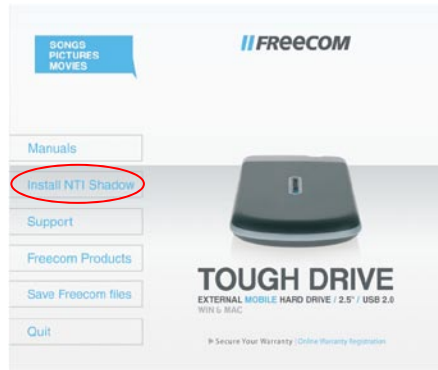 SONGS
PICTURES
MOVIES
FREECOM
Manuals
Install NTI Shadow
Support
Freecom Products
Save Freecom files
Quit
TOUGH DRIVE
EXTERNAL MOBILE HARD DRIVE / 2.5" / USB 2.0
WIN & MAC
Secure Your Warranty | Online Warranty Registration